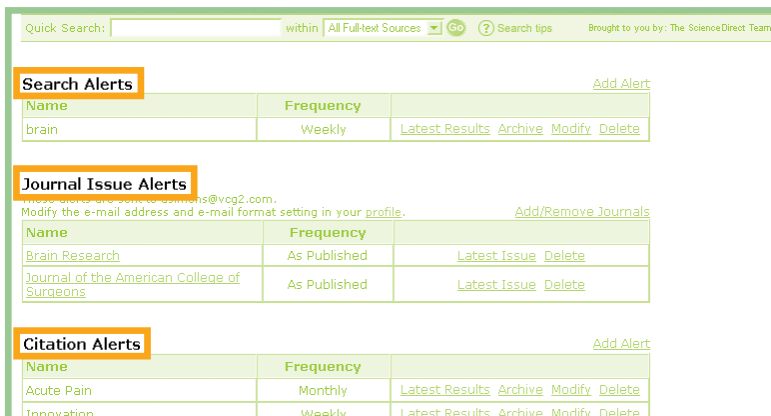 Quick Search: within All Full-text Sources Go ? Search tips Brought to you by: The ScienceDirect Team
Search Alerts Add Alert
Name Frequency
brain Weekly Latest Results Archive Modify Delete
Journal Issue Alerts
These alerts are sent to asimons@vcg2.com.
Modify the e-mail address and e-mail format setting in your profile. Add/Remove Journals
Name Frequency
Brain Research As Published Latest Issue Delete
Journal of the American College of
Surgeons As Published Latest Issue Delete
Citation Alerts Add Alert
Name Frequency
Acute Pain Monthly Latest Results Archive Modify Delete
Innovation Weekly Latest Results Archive Modify Delete